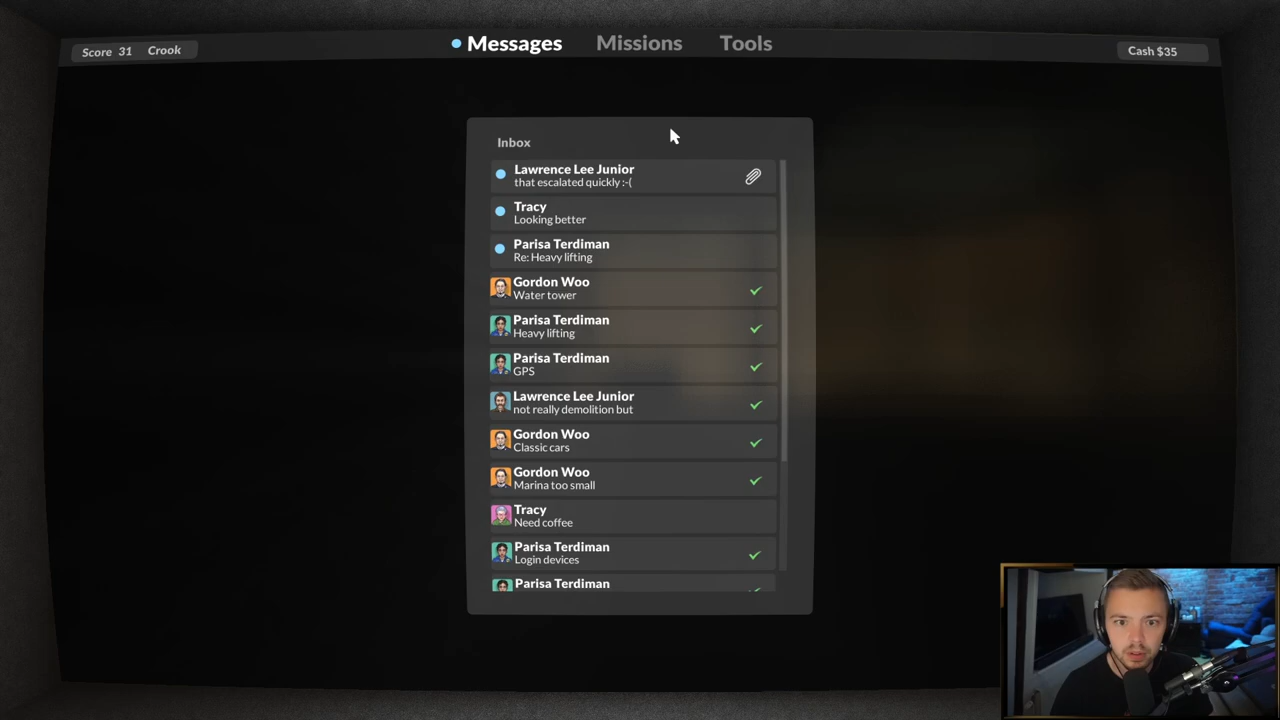 Score 31 Crook
Messages Missions Tools
Cash $35
Inbox
Lawrence Lee Junior
that escalated quickly :-(
Tracy
Looking better
Parisa Terdiman
Re: Heavy lifting
Gordon Woo
Water tower
Parisa Terdiman
Heavy lifting
Parisa Terdiman
GPS
Lawrence Lee Junior
not really demolition but
Gordon Woo
Classic cars
Gordon Woo
Marina too small
Tracy
Need coffee
Parisa Terdiman
Login devices
Parisa Terdiman